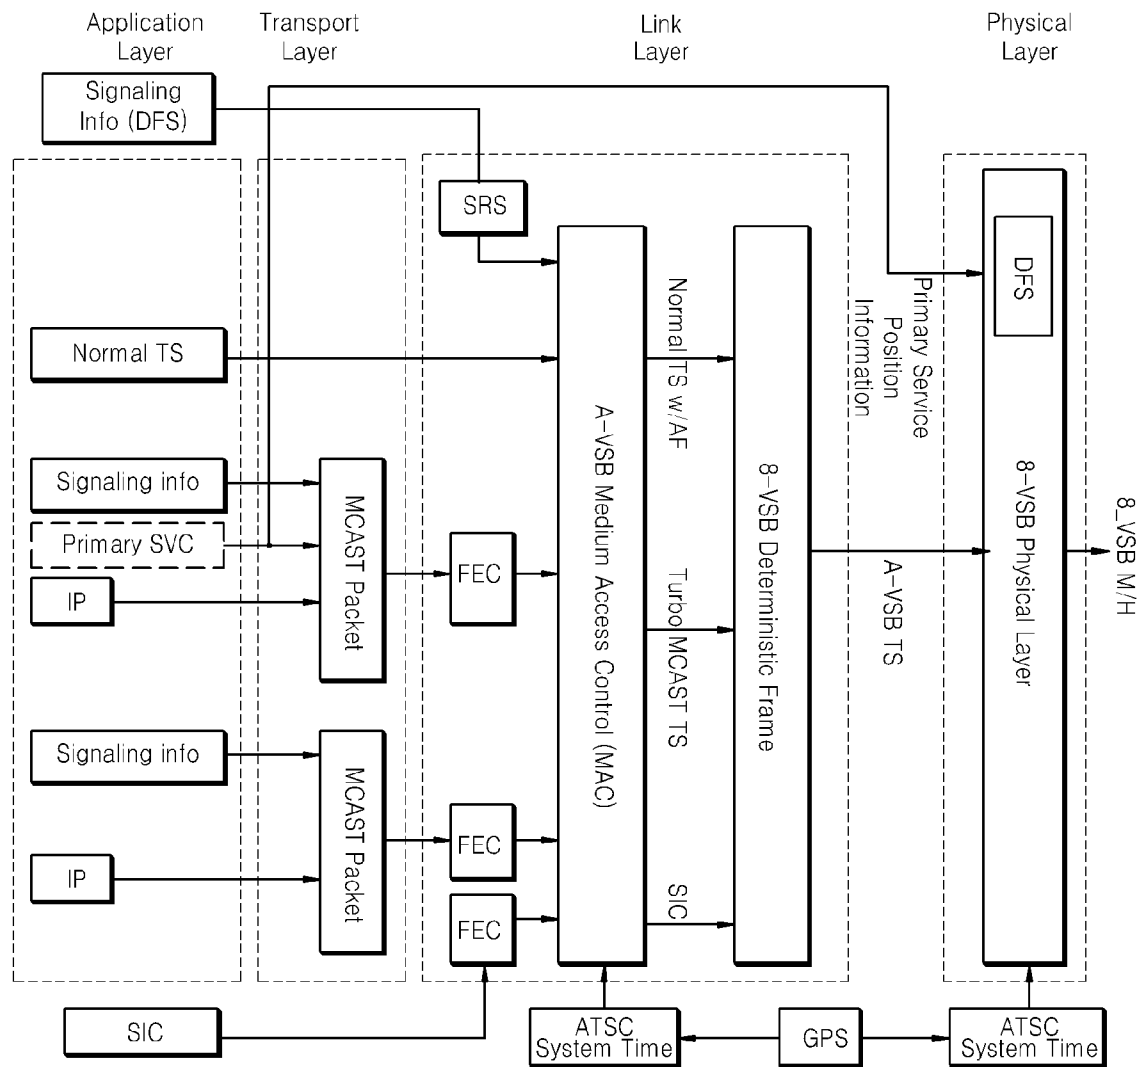 Application
Layer
Transport
Layer
Link
Layer
Physical
Layer
Signaling
Info (DFS)
SRS
DFS
Normal TS
Normal TS w/AF
Primary Service
Position
Information
A-VSB Medium Access Control (MAC)
8-VSB Deterministic Frame
8-VSB Physical Layer
8_VSB M/H
Signaling info
Primary SVC
IP
MCAST Packet
FEC
Turbo MCAST TS
A-VSB TS
Signaling info
IP
MCAST Packet
FEC
FEC
SIC
SIC
ATSC
System Time
GPS
ATSC
System Time